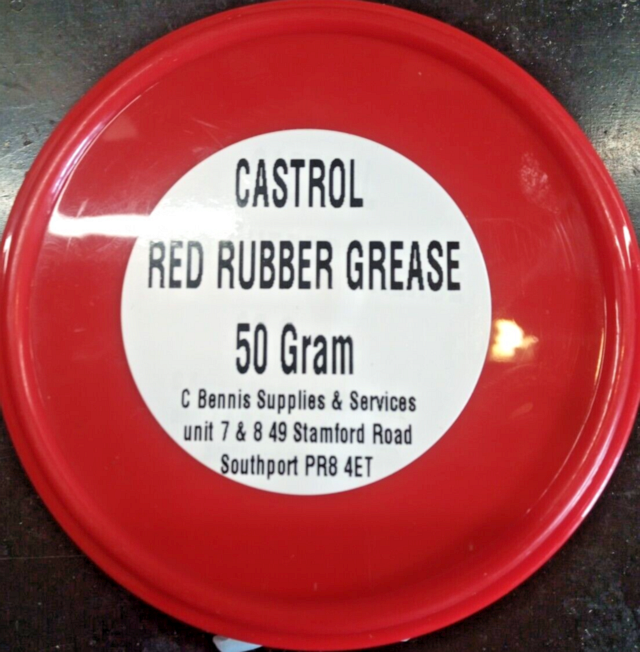 CASTROL
RED RUBBER GREASE
50 Gram
C Bennis Supplies & Services
unit 7 & 8 49 Stamford Road
Southport PR8 4ET